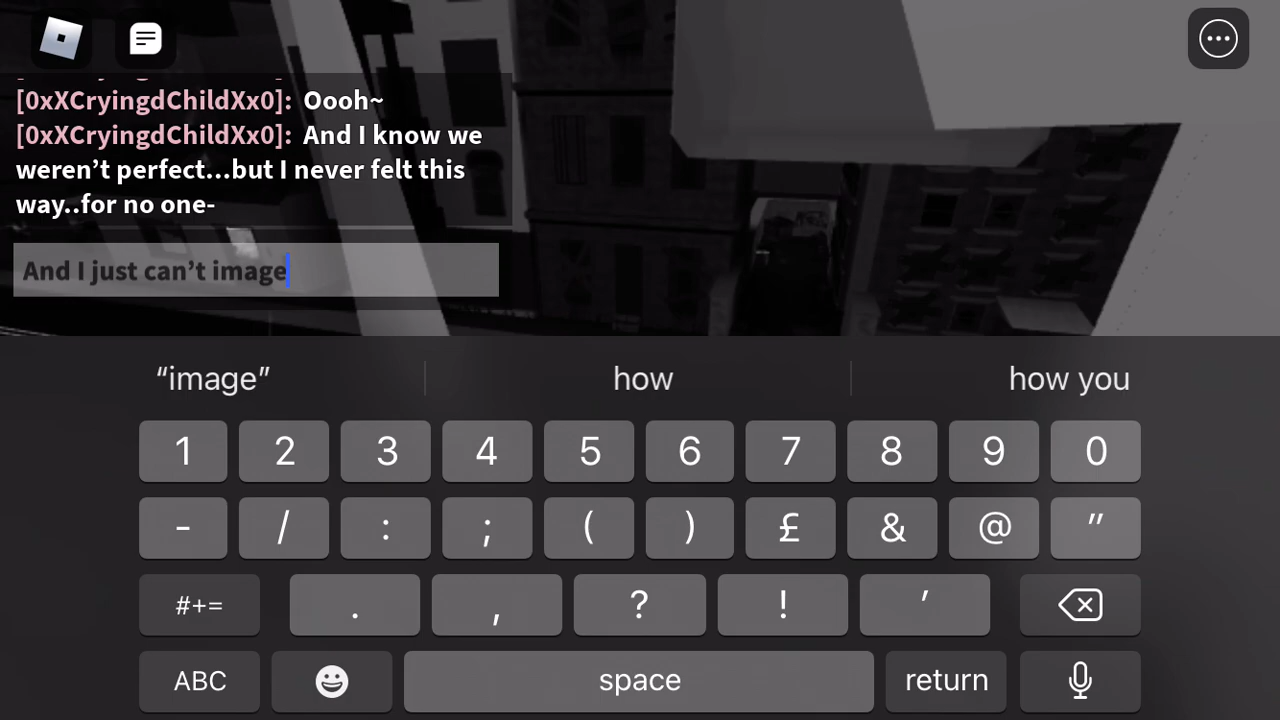 [0xXCryingdChildXx0]: Oooh~
[0xXCryingdChildXx0]: And I know we
weren’t perfect...but I never felt this
way..for no one-
And I just can’t image
“image” how how you
1 2 3 4 5 6 7 8 9 0
- / : ; ( ) £ & @ "
#+= . , ? ! ’
ABC space return